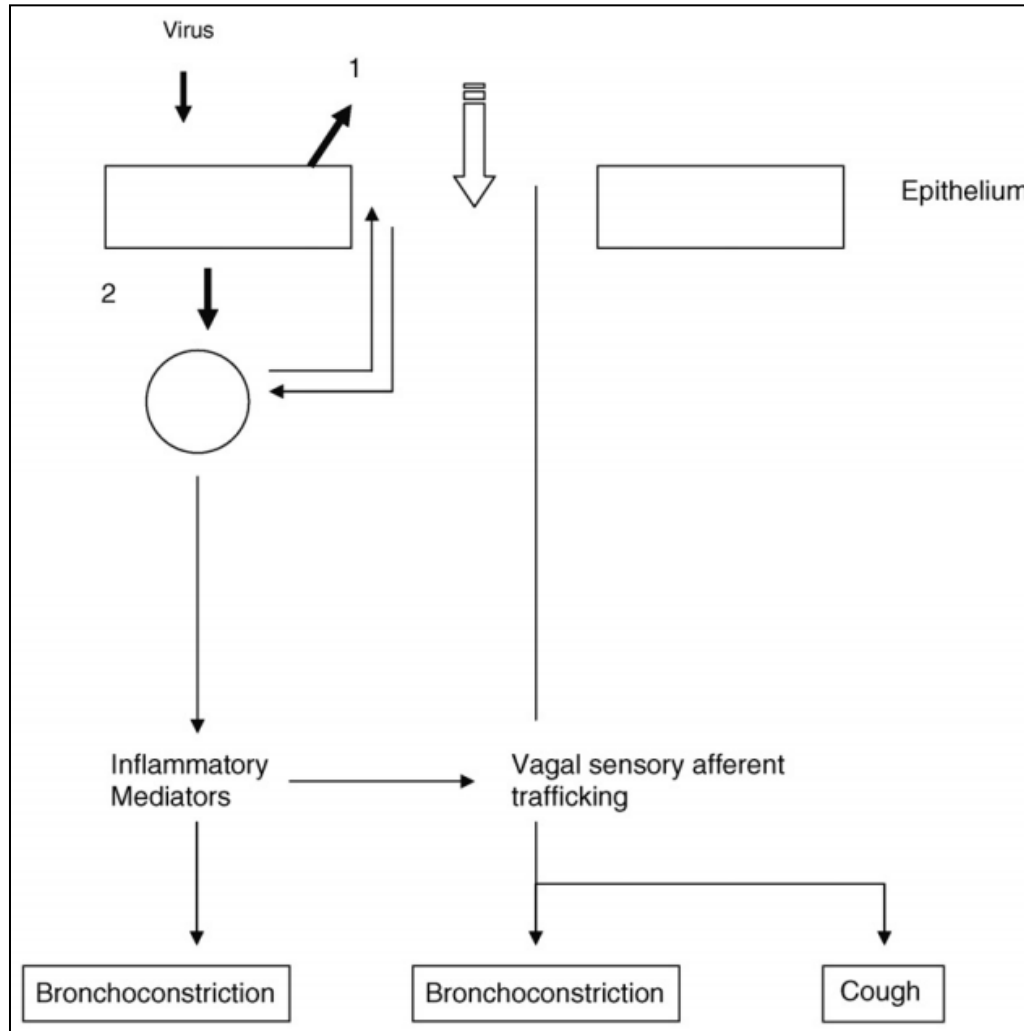 Virus
1
Epithelium
2
Inflammatory
Mediators
Vagal sensory afferent
trafficking
Bronchoconstriction
Bronchoconstriction
Cough